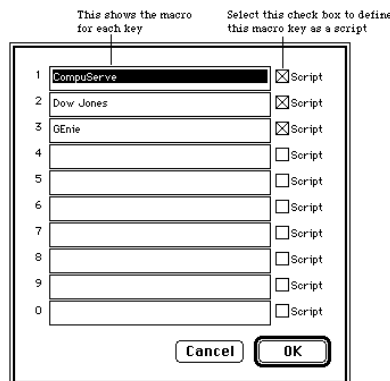 This shows the macro
for each key
Select this check box to define
this macro key as a script
1 CompuServe Script
2 Dow Jones Script
3 GEnie Script
4 Script
5 Script
6 Script
7 Script
8 Script
9 Script
0 Script
Cancel OK